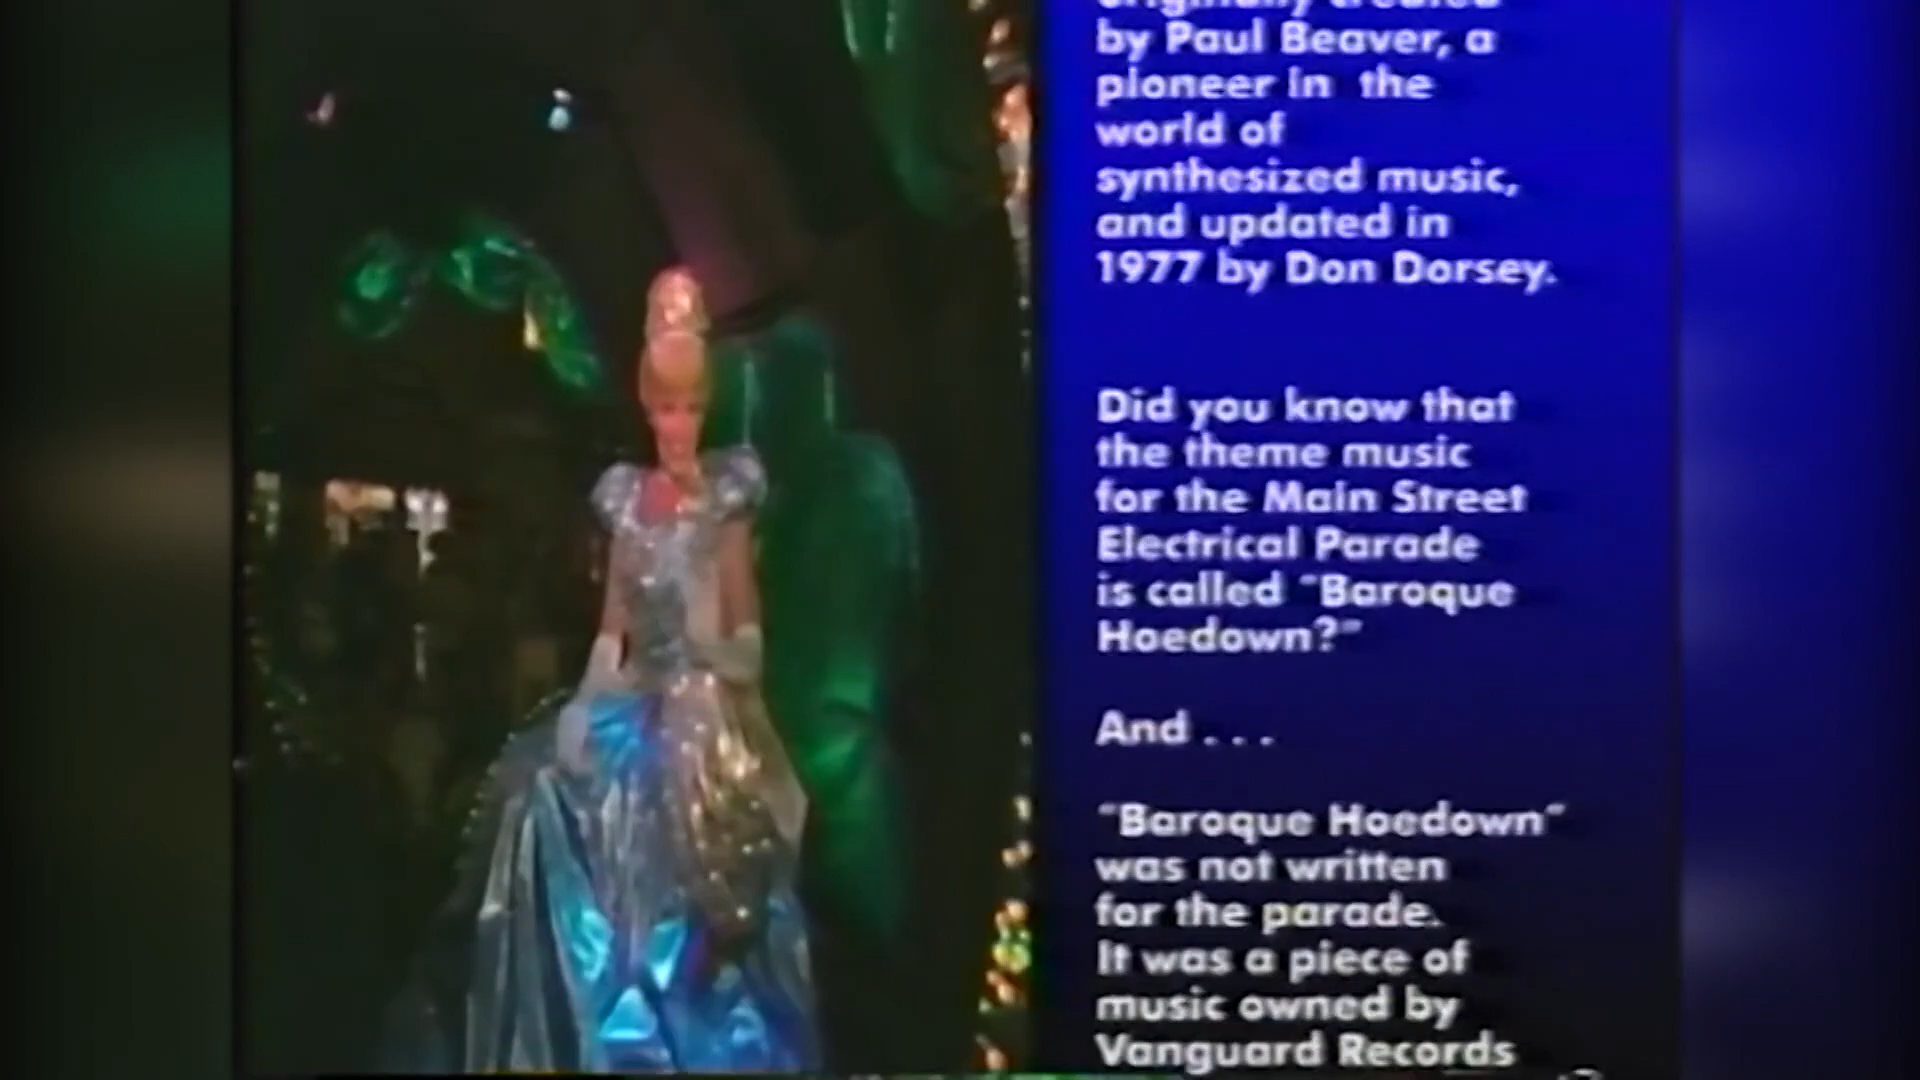 originally created
by Paul Beaver, a
pioneer in the
world of
synthesized music,
and updated in
1977 by Don Dorsey.
Did you know that
the theme music
for the Main Street
Electrical Parade
is called "Baroque
Hoedown?"
And . . .
"Baroque Hoedown"
was not written
for the parade.
It was a piece of
music owned by
Vanguard Records